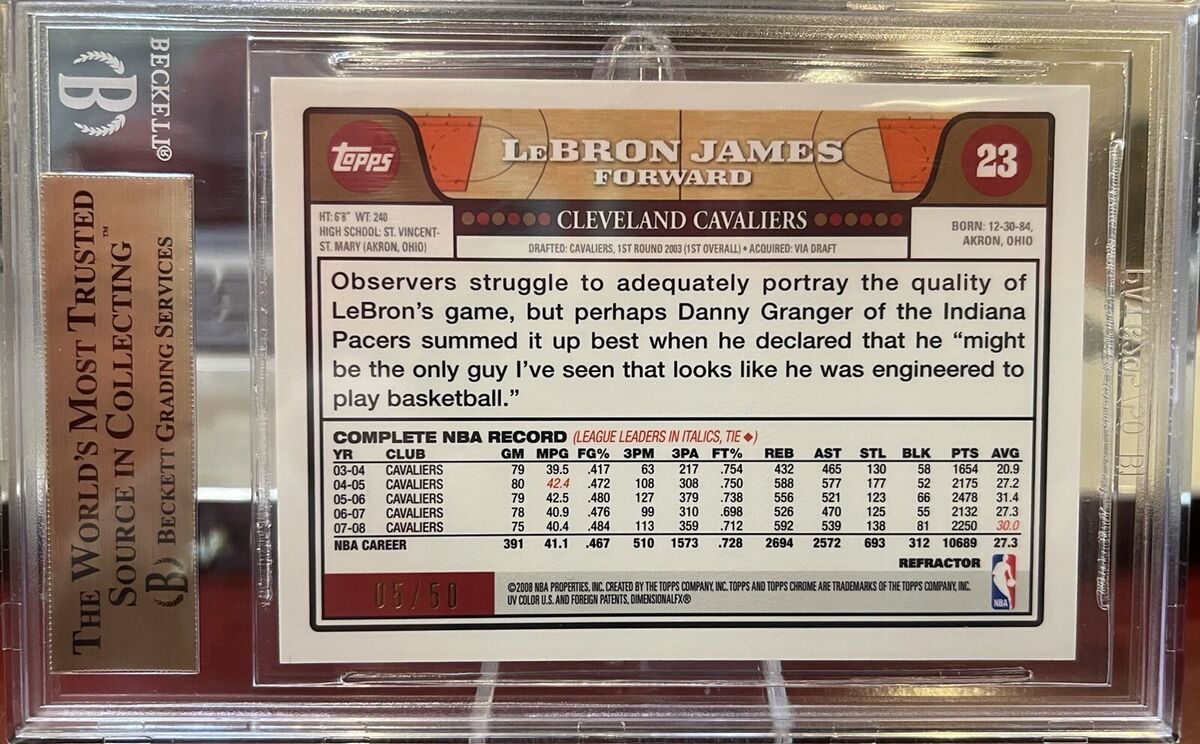 BECKETT®
B
THE WORLD'S MOST TRUSTED
SOURCE IN COLLECTING™
B BECKETT GRADING SERVICES
Topps
LEBRON JAMES
FORWARD
23
HT: 6'8" WT: 240
HIGH SCHOOL: ST. VINCENT-
ST. MARY (AKRON, OHIO)
CLEVELAND CAVALIERS
DRAFTED: CAVALIERS, 1ST ROUND 2003 (1ST OVERALL) • ACQUIRED: VIA DRAFT
BORN: 12-30-84,
AKRON, OHIO
Observers struggle to adequately portray the quality of
LeBron's game, but perhaps Danny Granger of the Indiana
Pacers summed it up best when he declared that he “might
be the only guy I've seen that looks like he was engineered to
play basketball.”
COMPLETE NBA RECORD (LEAGUE LEADERS IN ITALICS, TIE ◆)
YR CLUB GM MPG FG% 3PM 3PA FT% REB AST STL BLK PTS AVG
03-04 CAVALIERS 79 39.5 .417 63 217 .754 432 465 130 58 1654 20.9
04-05 CAVALIERS 80 42.4 .472 108 308 .750 588 577 177 52 2175 27.2
05-06 CAVALIERS 79 42.5 .480 127 379 .738 556 521 123 66 2478 31.4
06-07 CAVALIERS 78 40.9 .476 99 310 .698 526 470 125 55 2132 27.3
07-08 CAVALIERS 75 40.4 .484 113 359 .712 592 539 138 81 2250 30.0
NBA CAREER 391 41.1 .467 510 1573 .728 2694 2572 693 312 10689 27.3
REFRACTOR
05/50
©2008 NBA PROPERTIES, INC. CREATED BY THE TOPPS COMPANY, INC. TOPPS AND TOPPS CHROME ARE TRADEMARKS OF THE TOPPS COMPANY, INC.
UV COLOR U.S. AND FOREIGN PATENTS, DIMENSIONALFX®
NBA